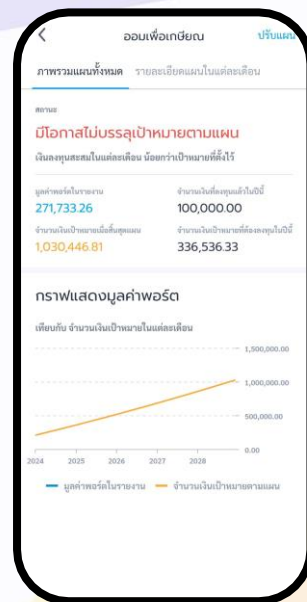 ออมเพื่อเกษียณ
ปรับแผน
ภาพรวมแผนทั้งหมด
รายละเอียดแผนในแต่ละเดือน
สถานะ
มีโอกาสไม่บรรลุเป้าหมายตามแผน
เงินลงทุนสะสมในแต่ละเดือน น้อยกว่าเป้าหมายที่ตั้งไว้
มูลค่าพอร์ตในรายงาน
จำนวนเงินที่ลงทุนแล้วในปีนี้
271,733.26
100,000.00
จำนวนเงินเป้าหมายเมื่อสิ้นสุดแผน
จำนวนเงินเป้าหมายที่ต้องลงทุนในปีนี้
1,030,446.81
336,536.33
กราฟแสดงมูลค่าพอร์ต
เทียบกับ จำนวนเงินเป้าหมายในแต่ละเดือน
1,500,000.00
1,000,000.00
500,000.00
0.00
2024 2025 2026 2027 2028
มูลค่าพอร์ตในรายงาน
จำนวนเงินเป้าหมายตามแผน